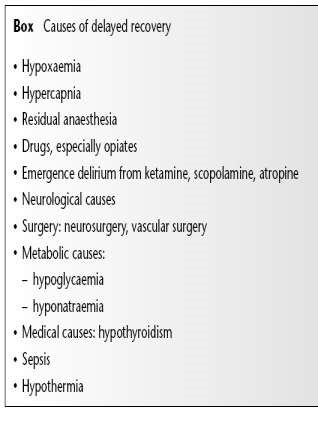 Box Causes of delayed recovery
• Hypoxaemia
• Hypercapnia
• Residual anaesthesia
• Drugs, especially opiates
• Emergence delirium from ketamine, scopolamine, atropine
• Neurological causes
• Surgery: neurosurgery, vascular surgery
• Metabolic causes:
– hypoglycaemia
– hyponatraemia
• Medical causes: hypothyroidism
• Sepsis
• Hypothermia